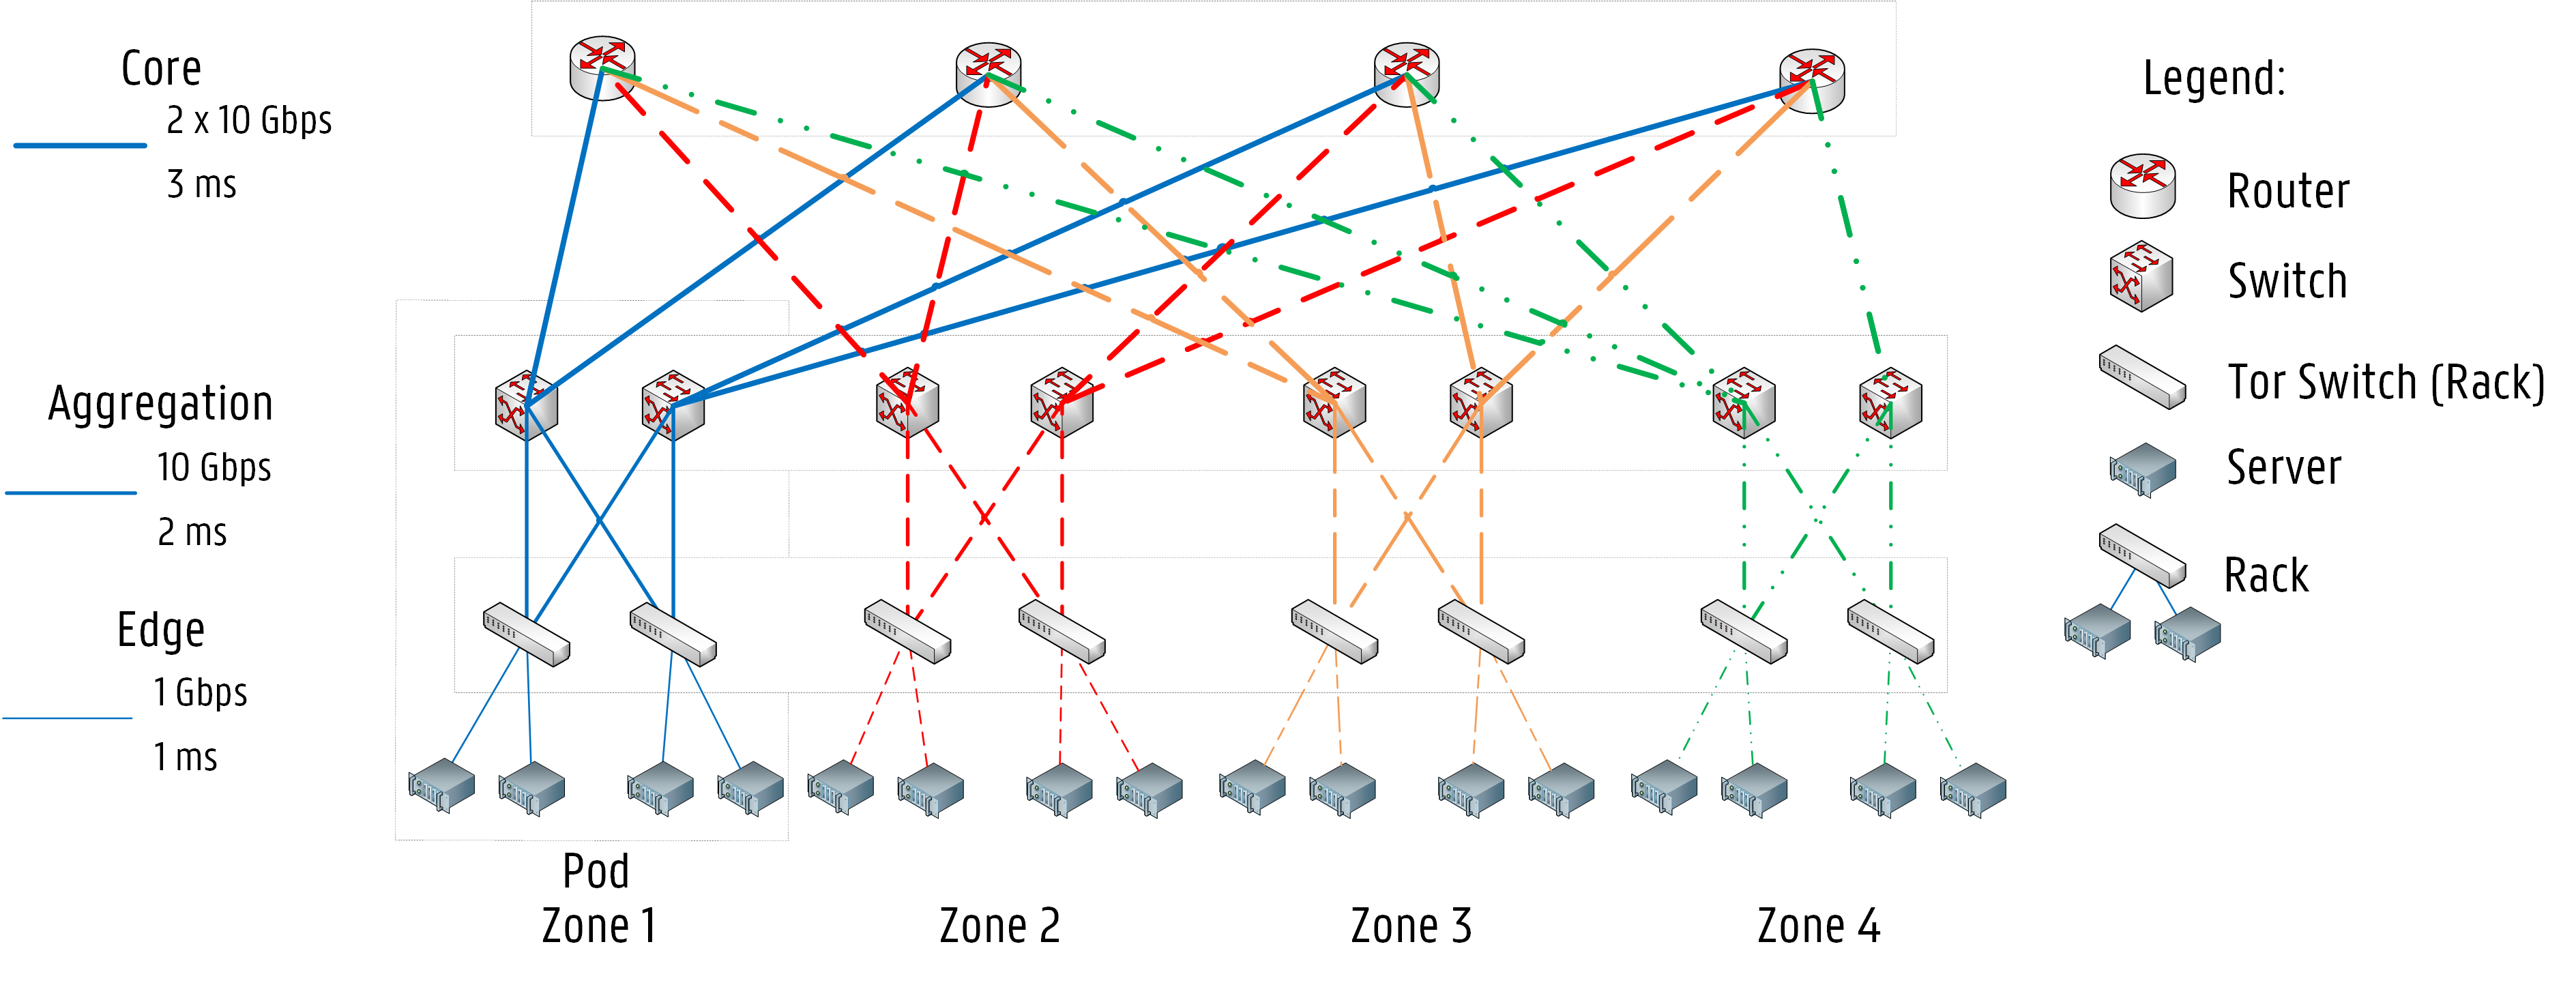 Core
2 x 10 Gbps
3 ms
Aggregation
10 Gbps
2 ms
Edge
1 Gbps
1 ms
Pod
Zone 1
Zone 2
Zone 3
Zone 4
Legend:
Router
Switch
Tor Switch (Rack)
Server
Rack